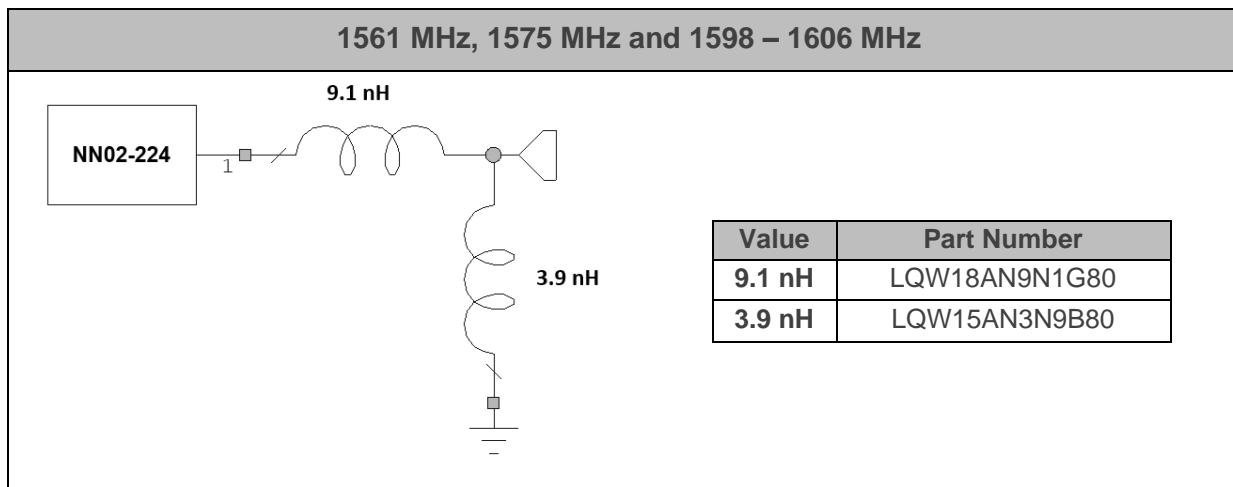 1561 MHz, 1575 MHz and 1598 – 1606 MHz
9.1 nH
NN02-224
1
3.9 nH
Value Part Number
9.1 nH LQW18AN9N1G80
3.9 nH LQW15AN3N9B80